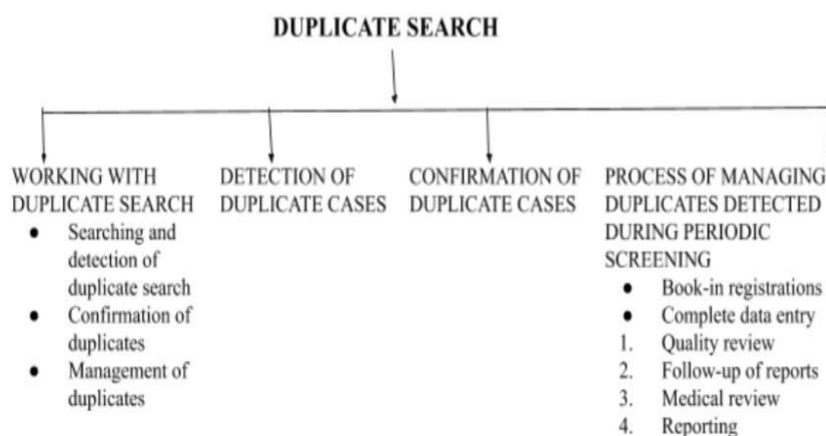 DUPLICATE SEARCH
WORKING WITH
DUPLICATE SEARCH
● Searching and
detection of
duplicate search
● Confirmation of
duplicates
● Management of
duplicates
DETECTION OF
DUPLICATE CASES
CONFIRMATION OF
DUPLICATE CASES
PROCESS OF MANAGING
DUPLICATES DETECTED
DURING PERIODIC
SCREENING
● Book-in registrations
● Complete data entry
1. Quality review
2. Follow-up of reports
3. Medical review
4. Reporting